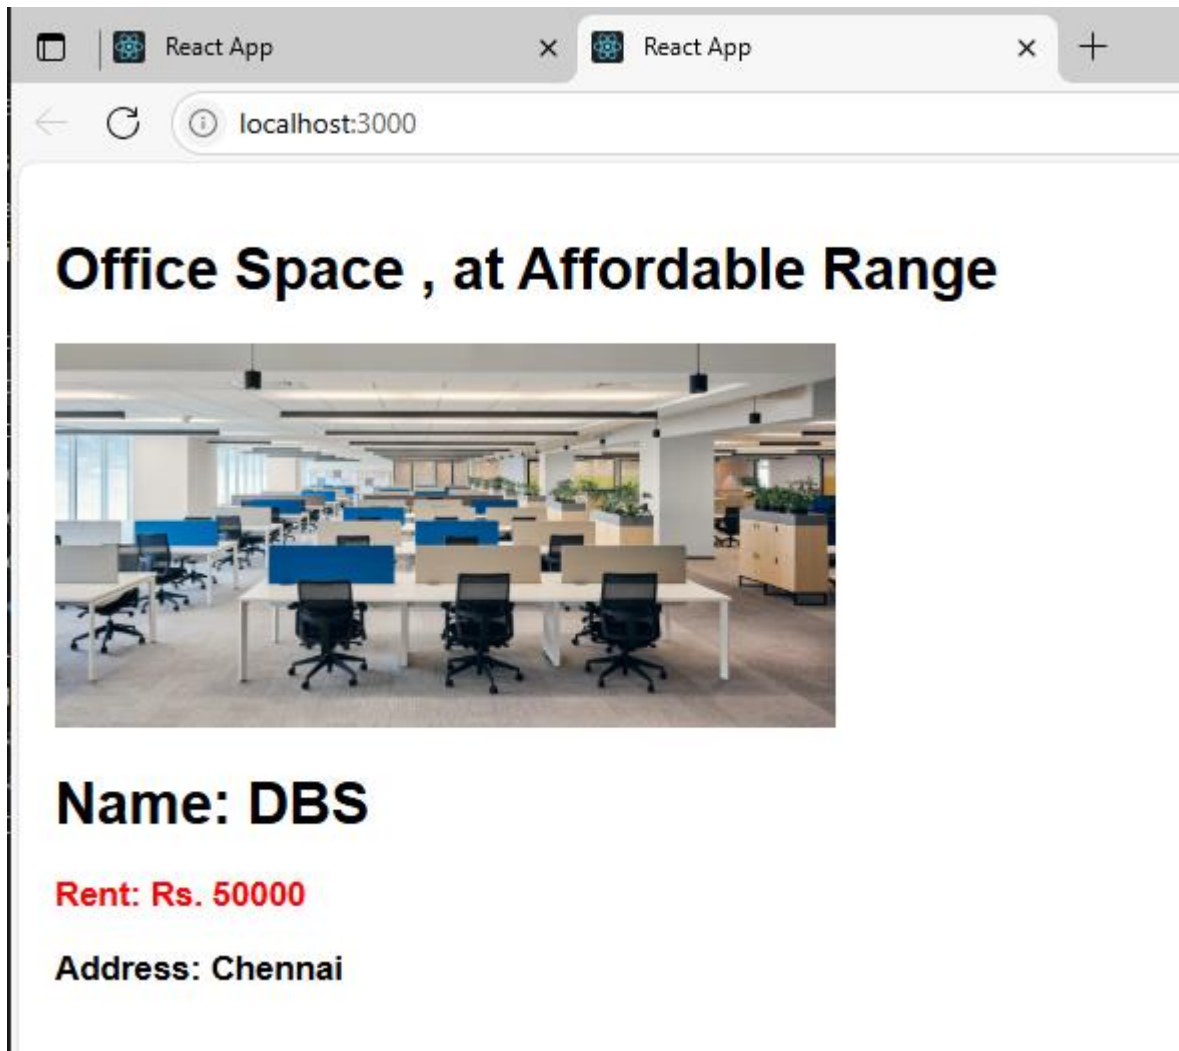 React App
React App
localhost:3000
Office Space , at Affordable Range
Name: DBS
Rent: Rs. 50000
Address: Chennai